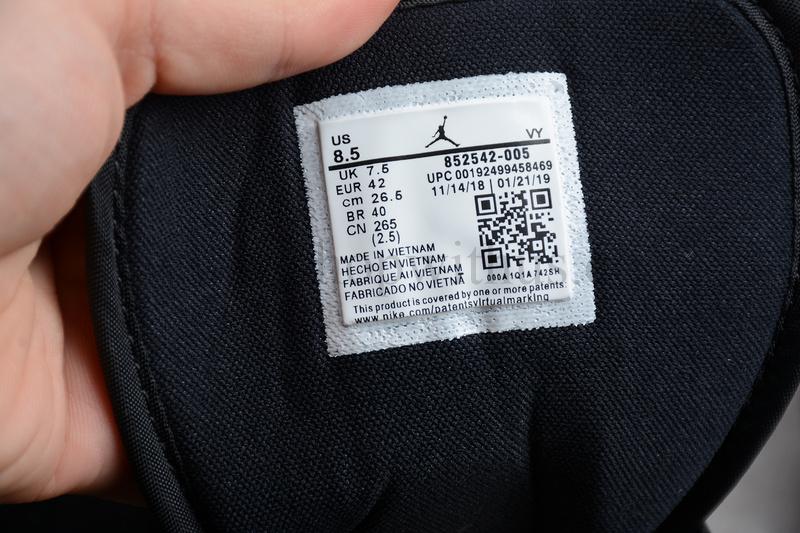 US VY
8.5
UK 7.5 852542-005
EUR 42 UPC 00192499458469
cm 26.5 11/14/18 | 01/21/19
BR 40
CN 265
(2.5)
MADE IN VIETNAM
HECHO EN VIETNAM
FABRIQUE AU VIETNAM
FABRICADO NO VIETNÃ
000A1Q1A742SH
This product is covered by one or more patents.
www.nike.com/patentsvirtualmarking